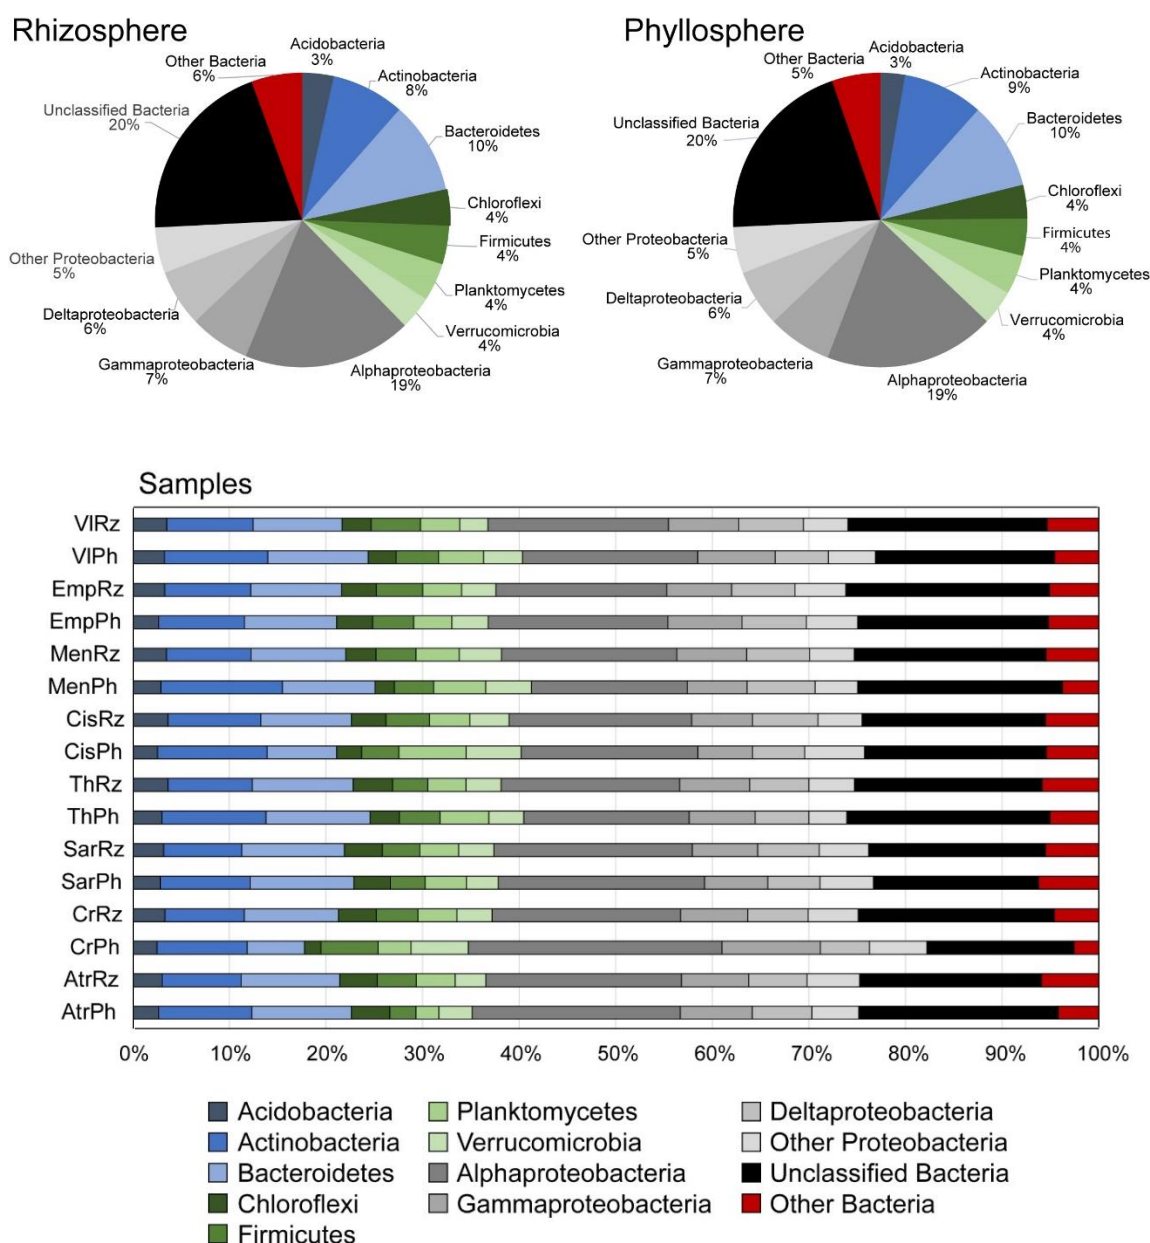 Rhizosphere
Acidobacteria
3%
Actinobacteria
8%
Bacteroidetes
10%
Chloroflexi
4%
Firmicutes
4%
Planktomycetes
4%
Verrucomicrobia
4%
Alphaproteobacteria
19%
Gammaproteobacteria
7%
Deltaproteobacteria
6%
Other Proteobacteria
5%
Unclassified Bacteria
20%
Other Bacteria
6%
Phyllosphere
Acidobacteria
3%
Actinobacteria
9%
Bacteroidetes
10%
Chloroflexi
4%
Firmicutes
4%
Planktomycetes
4%
Verrucomicrobia
4%
Alphaproteobacteria
19%
Gammaproteobacteria
7%
Deltaproteobacteria
6%
Other Proteobacteria
5%
Unclassified Bacteria
20%
Other Bacteria
5%
Samples
VlRz
VlPh
EmpRz
EmpPh
MenRz
MenPh
CisRz
CisPh
ThRz
ThPh
SarRz
SarPh
CrRz
CrPh
AtrRz
AtrPh
0% 10% 20% 30% 40% 50% 60% 70% 80% 90% 100%
Acidobacteria
Actinobacteria
Bacteroidetes
Chloroflexi
Firmicutes
Planktomycetes
Verrucomicrobia
Alphaproteobacteria
Gammaproteobacteria
Deltaproteobacteria
Other Proteobacteria
Unclassified Bacteria
Other Bacteria